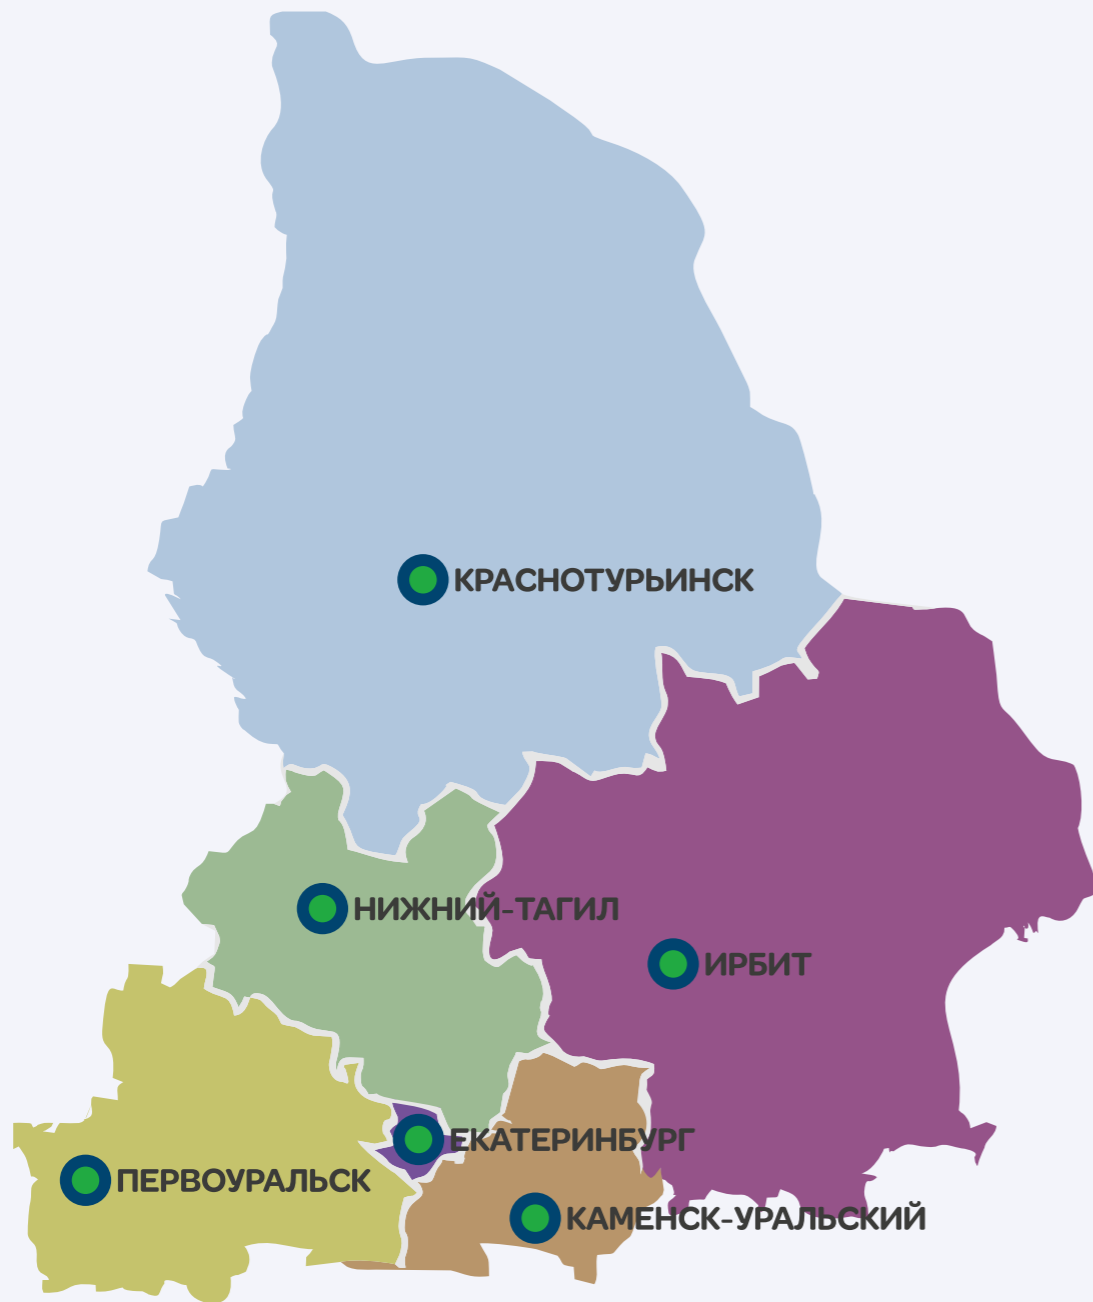 КРАСНОТУРЬИНСК
НИЖНИЙ-ТАГИЛ
ИРБИТ
ЕКАТЕРИНБУРГ
ПЕРВОУРАЛЬСК
КАМЕНСК-УРАЛЬСКИЙ